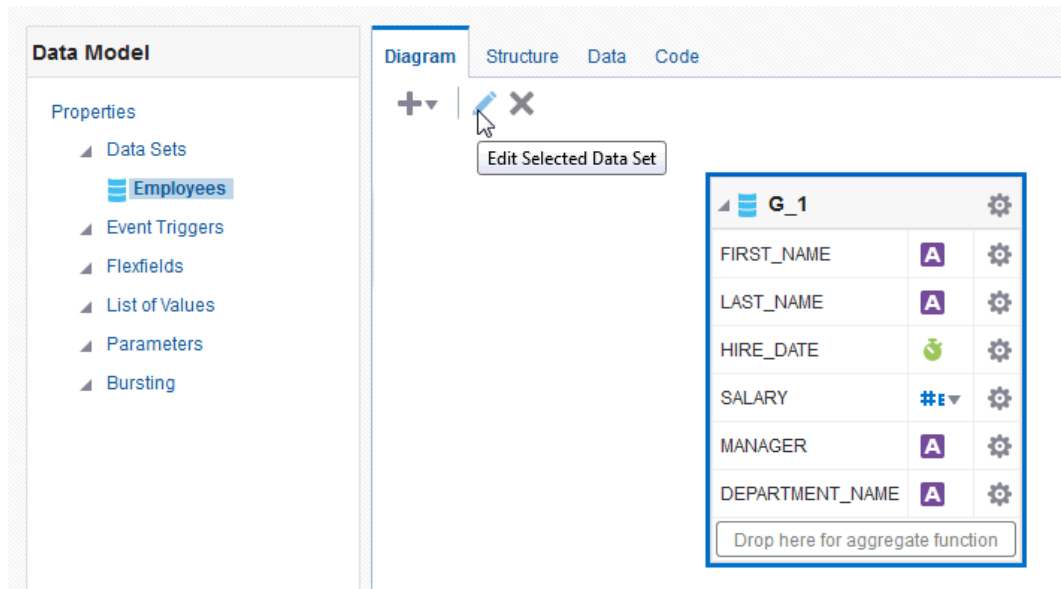 Data Model
Properties
Data Sets
Employees
Event Triggers
Flexfields
List of Values
Parameters
Bursting
Diagram Structure Data Code
Edit Selected Data Set
G_1
FIRST_NAME A
LAST_NAME A
HIRE_DATE
SALARY #E
MANAGER A
DEPARTMENT_NAME A
Drop here for aggregate function